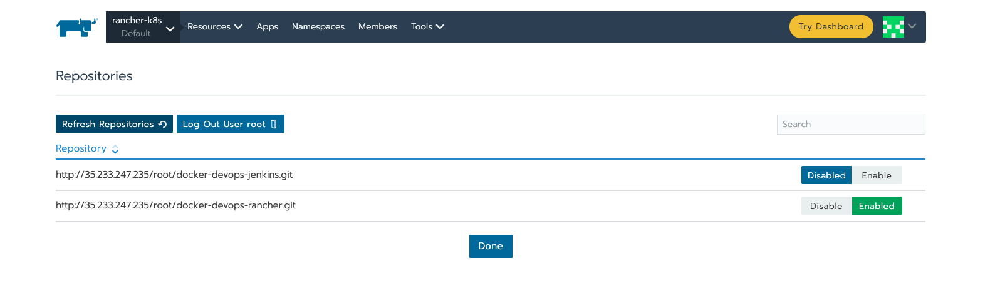 rancher-k8s
Default
Resources Apps Namespaces Members Tools Try Dashboard
Repositories
Refresh Repositories Log Out User root Search
Repository
http://35.233.247.235/root/docker-devops-jenkins.git Disabled Enable
http://35.233.247.235/root/docker-devops-rancher.git Disable Enabled
Done